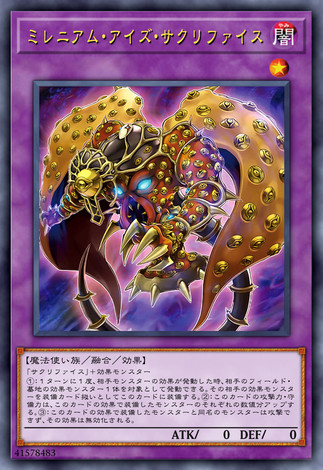 ミレニアム・アイズ・サクリファイス
闇
【魔法使い族／融合／効果】
「サクリファイス」＋効果モンスター
①：１ターンに１度、相手モンスターの効果が発動した時、相手のフィールド・
墓地の効果モンスター１体を対象として発動できる。その効果モンスター
を装備カード扱いとしてこのカードに装備する。②：このカードの攻撃力・守
備力は、このカードの効果で装備したモンスターのそれぞれの数値分アップす
る。③：このカードの効果で装備したモンスターと同名のモンスターは攻撃で
きず、その効果は無効化される。
ATK/ 0 DEF/ 0
41578483